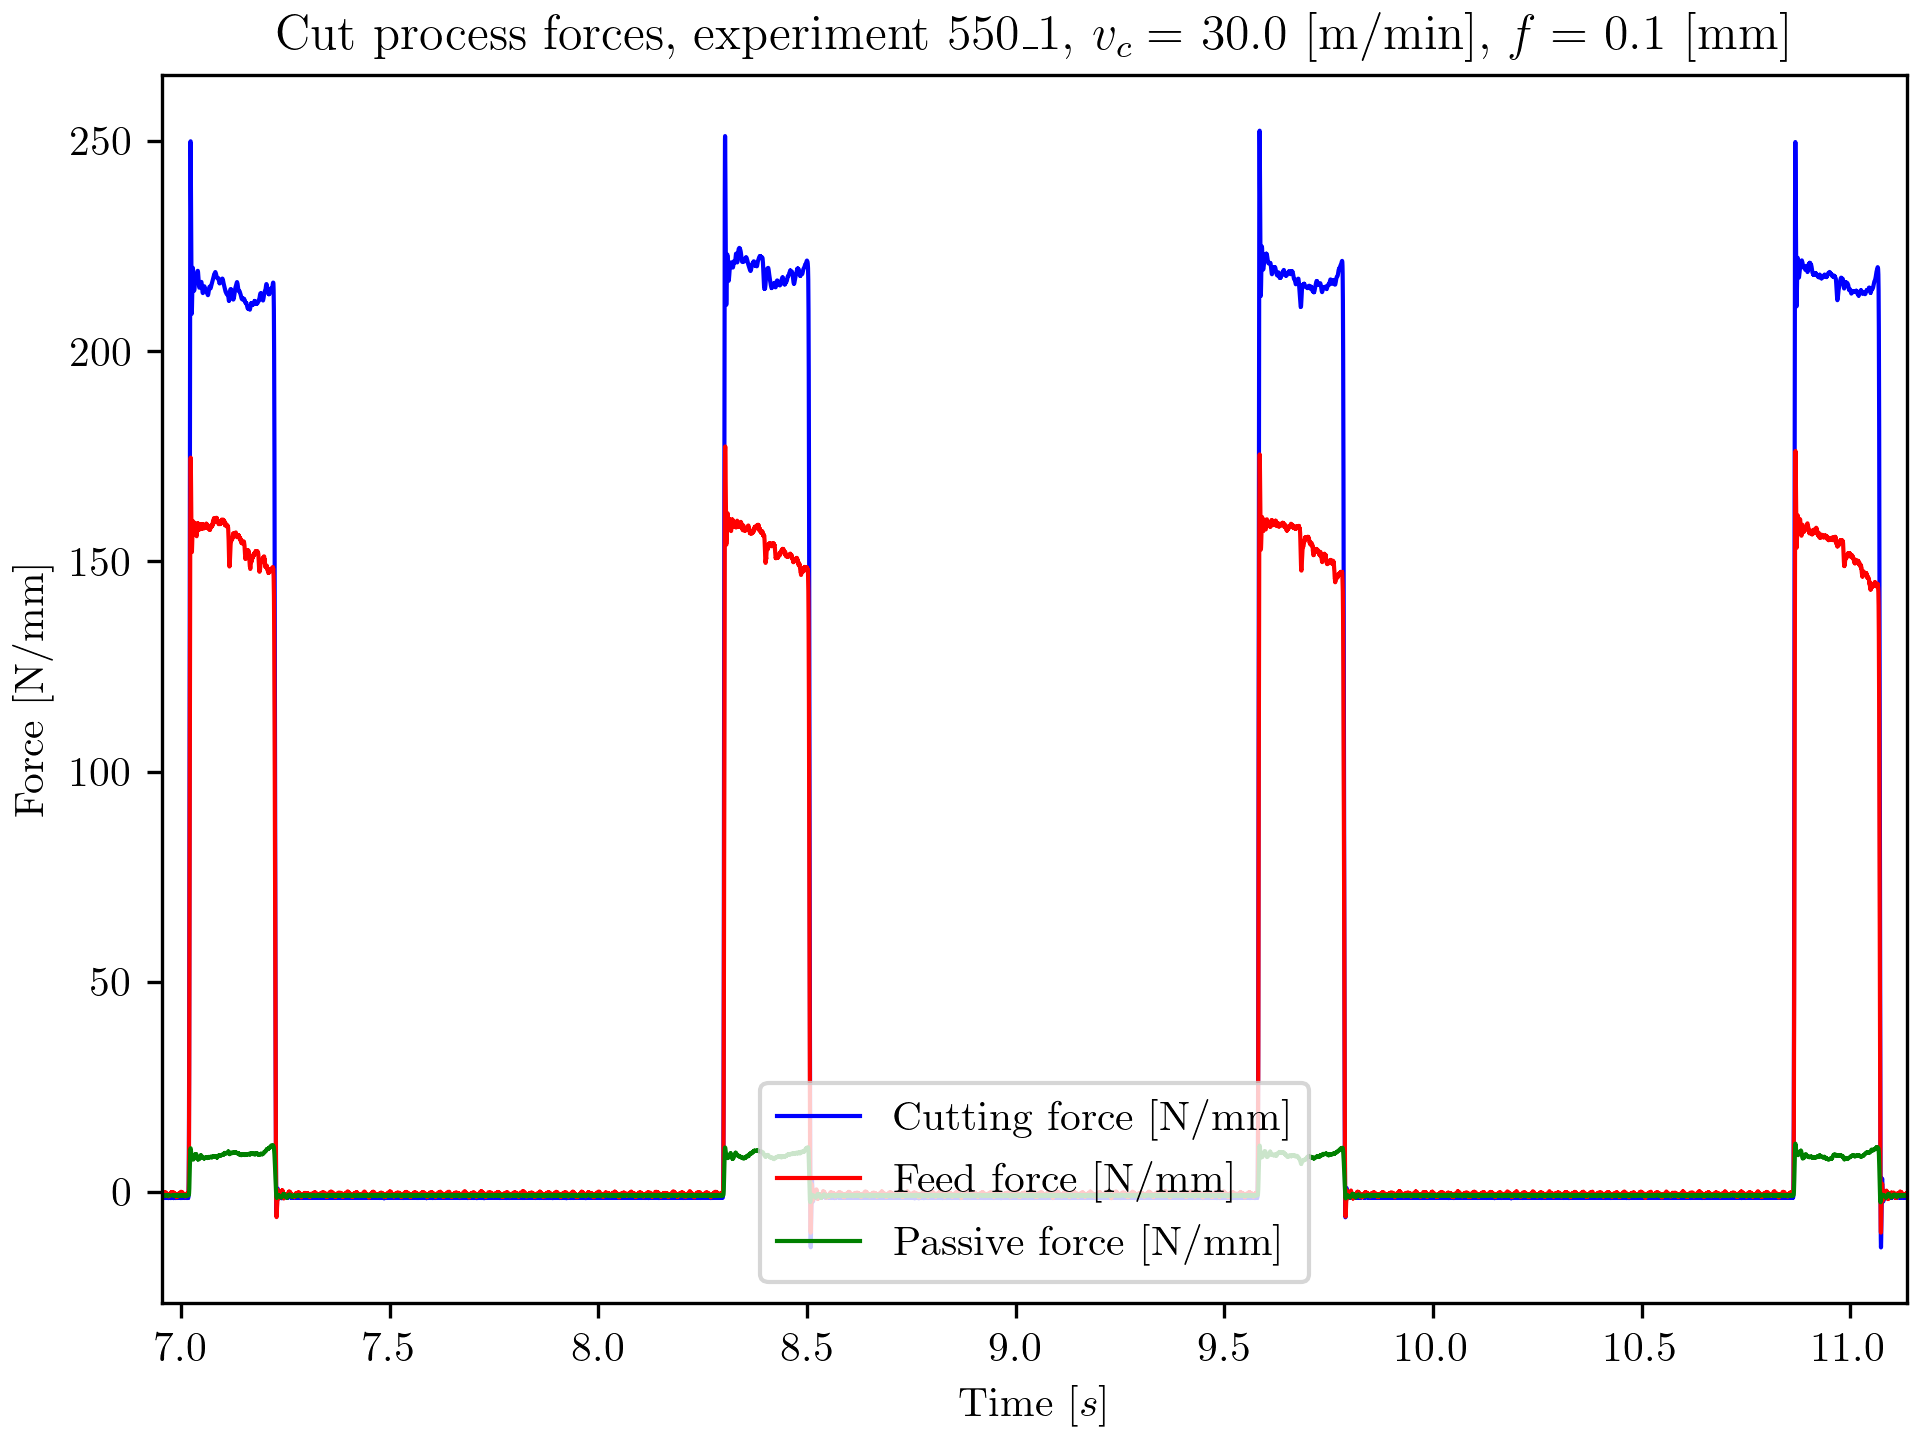 Cut process forces, experiment 550_1, v_c = 30.0 [m/min], f = 0.1 [mm]
250
200
150
100
50
0
Force [N/mm]
Cutting force [N/mm]
Feed force [N/mm]
Passive force [N/mm]
7.0 7.5 8.0 8.5 9.0 9.5 10.0 10.5 11.0
Time [s]